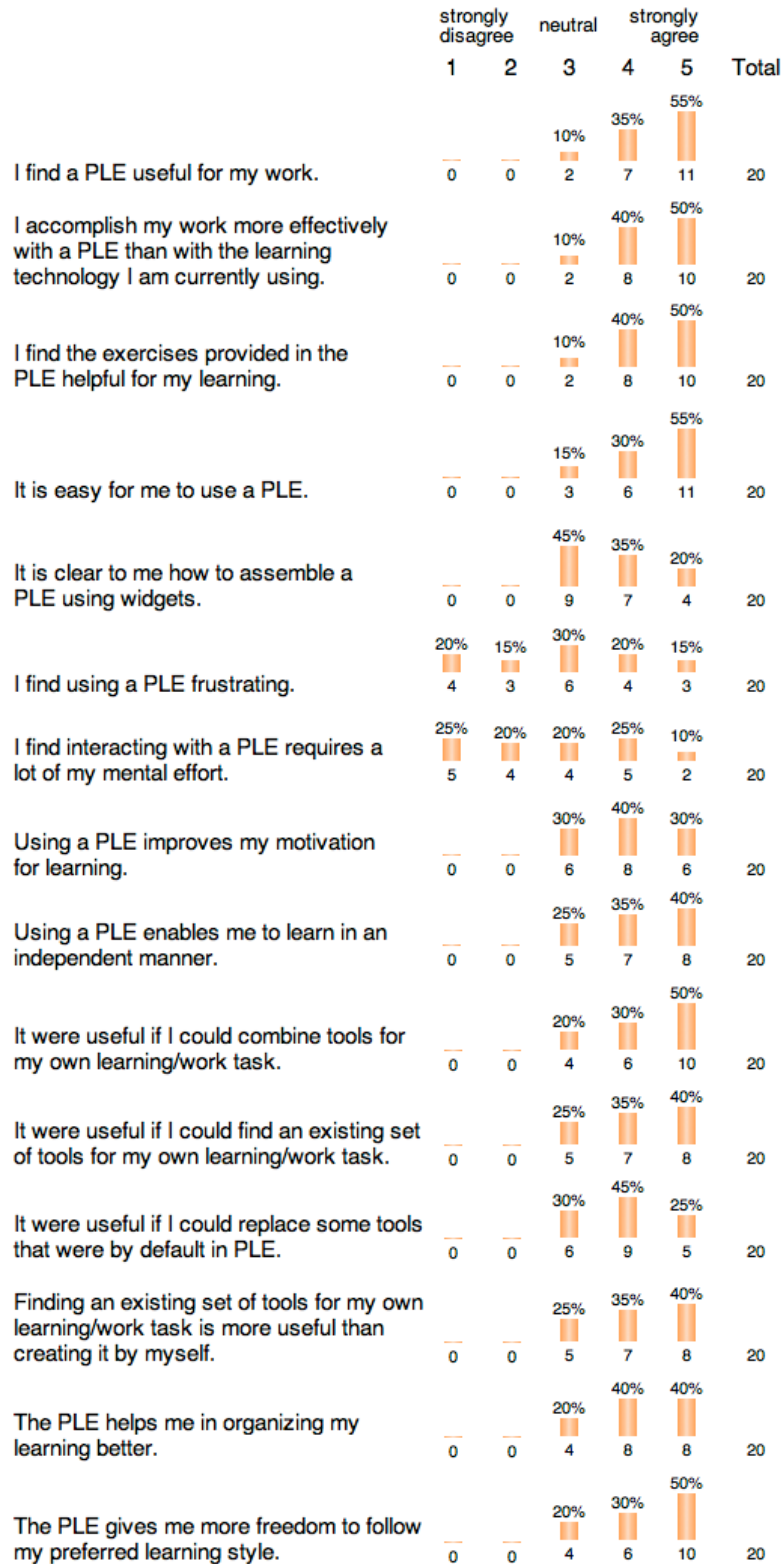 strongly disagree neutral strongly agree
1 2 3 4 5 Total
10% 35% 55%
I find a PLE useful for my work. 0 0 2 7 11 20
I accomplish my work more effectively
with a PLE than with the learning
technology I am currently using.
10% 40% 50%
0 0 2 8 10 20
I find the exercises provided in the
PLE helpful for my learning.
10% 40% 50%
0 0 2 8 10 20
15% 30% 55%
It is easy for me to use a PLE. 0 0 3 6 11 20
It is clear to me how to assemble a
PLE using widgets.
45% 35% 20%
0 0 9 7 4 20
20% 15% 30% 20% 15%
I find using a PLE frustrating. 4 3 6 4 3 20
I find interacting with a PLE requires a
lot of my mental effort.
25% 20% 20% 25% 10%
5 4 4 5 2 20
Using a PLE improves my motivation
for learning.
30% 40% 30%
0 0 6 8 6 20
Using a PLE enables me to learn in an
independent manner.
25% 35% 40%
0 0 5 7 8 20
It were useful if I could combine tools for
my own learning/work task.
20% 30% 50%
0 0 4 6 10 20
It were useful if I could find an existing set
of tools for my own learning/work task.
25% 35% 40%
0 0 5 7 8 20
It were useful if I could replace some tools
that were by default in PLE.
30% 45% 25%
0 0 6 9 5 20
Finding an existing set of tools for my own
learning/work task is more useful than
creating it by myself.
25% 35% 40%
0 0 5 7 8 20
The PLE helps me in organizing my
learning better.
20% 40% 40%
0 0 4 8 8 20
The PLE gives me more freedom to follow
my preferred learning style.
20% 30% 50%
0 0 4 6 10 20